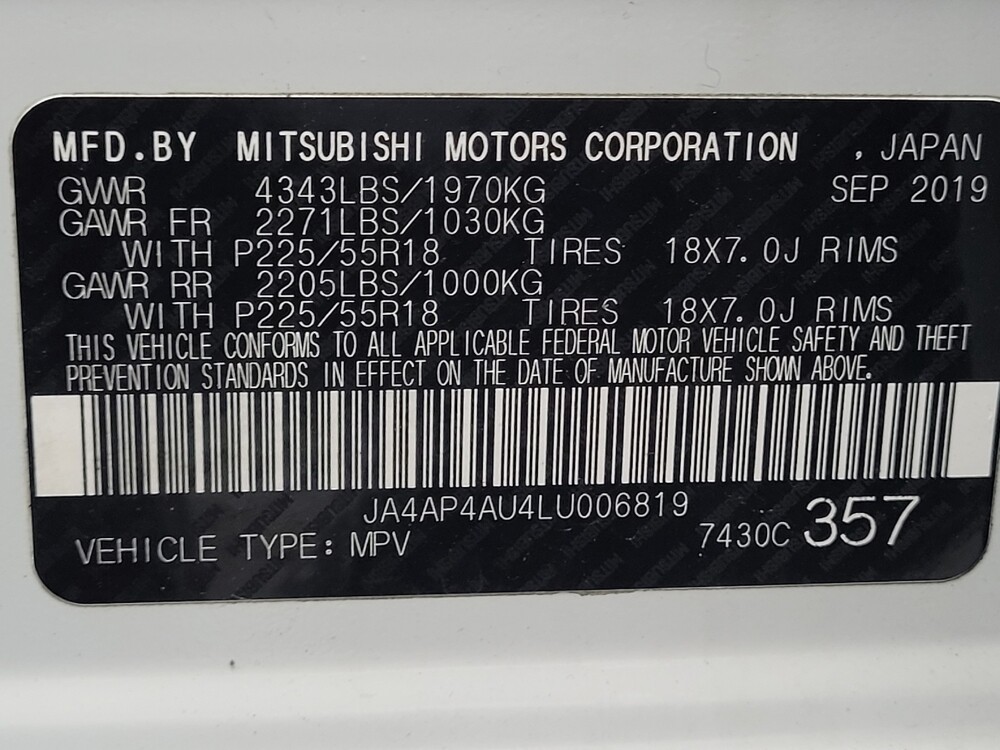 MFD.BY MITSUBISHI MOTORS CORPORATION , JAPAN
GVWR 4343LBS/1970KG SEP 2019
GAWR FR 2271LBS/1030KG
WITH P225/55R18 TIRES 18X7.0J RIMS
GAWR RR 2205LBS/1000KG
WITH P225/55R18 TIRES 18X7.0J RIMS
THIS VEHICLE CONFORMS TO ALL APPLICABLE FEDERAL MOTOR VEHICLE SAFETY AND THEFT
PREVENTION STANDARDS IN EFFECT ON THE DATE OF MANUFACTURE SHOWN ABOVE.
JA4AP4AU4LU006819
VEHICLE TYPE: MPV 7430C 357